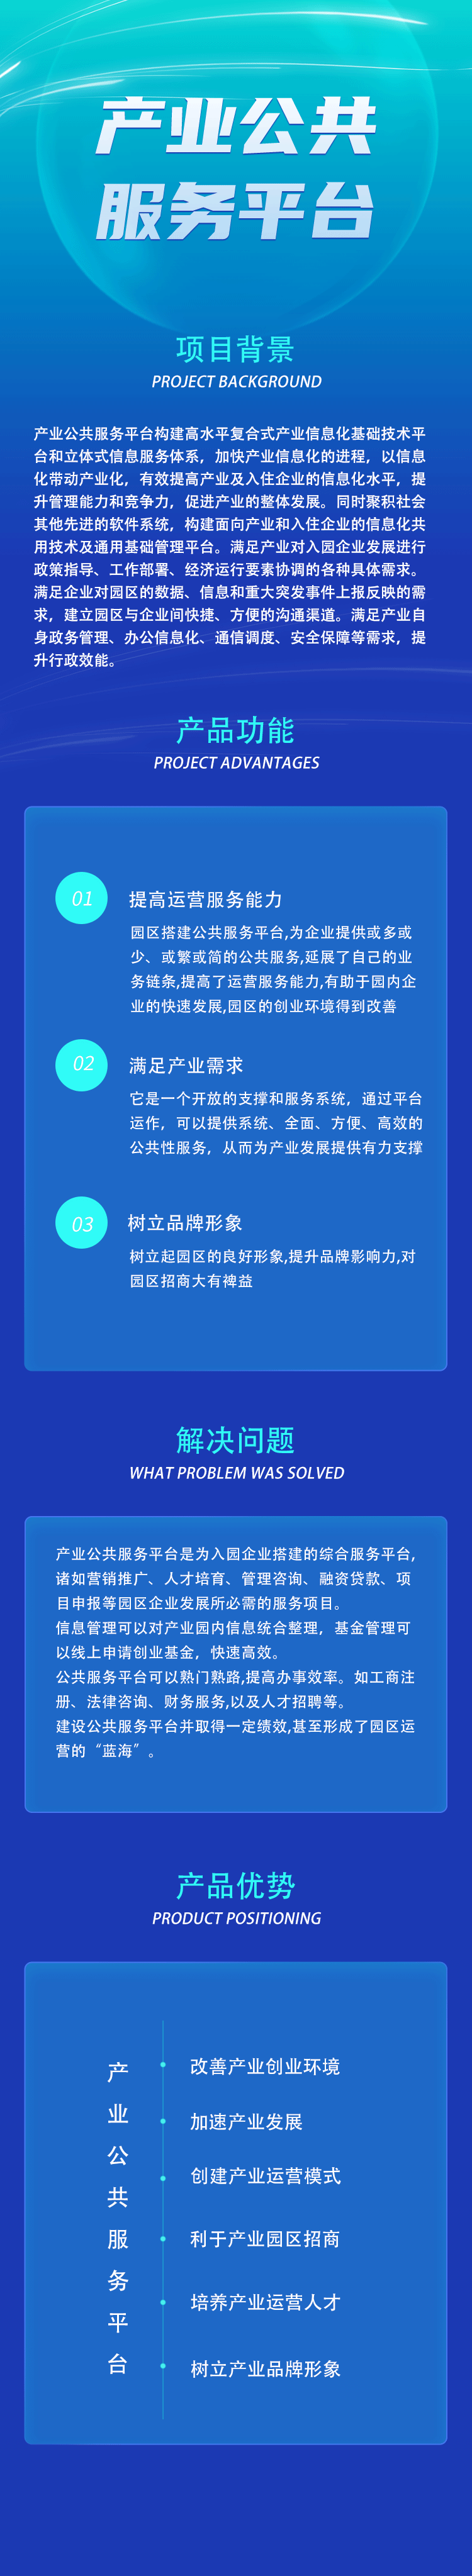 产业公共
服务平台
项目背景
PROJECT BACKGROUND
产业公共服务平台构建高水平复合式产业信息化基础技术平
台和立体式信息服务体系，加快产业信息化的进程，以信息
化带动产业化，有效提高产业及入住企业的信息化水平，提
升管理能力和竞争力，促进产业的整体发展。同时聚积社会
其他先进的软件系统，构建面向产业和入住企业的信息化共
用技术及通用基础管理平台。满足产业对入园企业发展进行
政策指导、工作部署、经济运行要素协调的各种具体需求。
满足企业对园区的数据、信息和重大突发事件上报反映的需
求，建立园区与企业间快捷、方便的沟通渠道。满足产业自
身政务管理、办公信息化、通信调度、安全保障等需求，提
升行政效能。
产品功能
PROJECT ADVANTAGES
01
提高运营服务能力
园区搭建公共服务平台,为企业提供或多或
少、或繁或简的公共服务,延展了自己的业
务链条,提高了运营服务能力,有助于园内企
业的快速发展,园区的创业环境得到改善
02
满足产业需求
它是一个开放的支撑和服务系统，通过平台
运作，可以提供系统、全面、方便、高效的
公共性服务，从而为产业发展提供有力支撑
03
树立品牌形象
树立起园区的良好形象,提升品牌影响力,对
园区招商大有裨益
解决问题
WHAT PROBLEM WAS SOLVED
产业公共服务平台是为入园企业搭建的综合服务平台,
诸如营销推广、人才培育、管理咨询、融资贷款、项
目申报等园区企业发展所必需的服务项目。
信息管理可以对产业园内信息统合整理，基金管理可
以线上申请创业基金，快速高效。
公共服务平台可以熟门熟路,提高办事效率。如工商注
册、法律咨询、财务服务,以及人才招聘等。
建设公共服务平台并取得一定绩效,甚至形成了园区运
营的“蓝海”。
产品优势
PRODUCT POSITIONING
产
业
公
共
服
务
平
台
改善产业创业环境
加速产业发展
创建产业运营模式
利于产业园区招商
培养产业运营人才
树立产业品牌形象